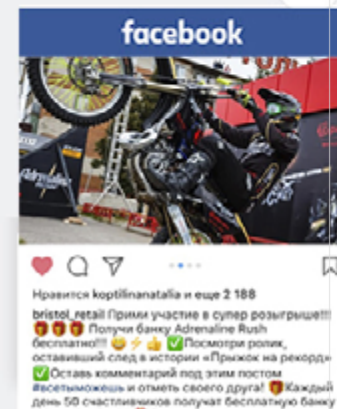 facebook
Adrenaline
Нравится koptilinanatalia и еще 2 188
bristol_retail Прими участие в супер розыгрыше!!!
🎁🎁🎁 Получи банку Adrenaline Rush
бесплатно!!! 😀⚡👍 ✅Посмотри ролик,
оставивший след в истории «Прыжок на рекорд»
✅Оставь комментарий под этим постом
#всетыможешь и отметь своего друга! 🎁Каждый
день 50 счастливчиков получат бесплатную банку